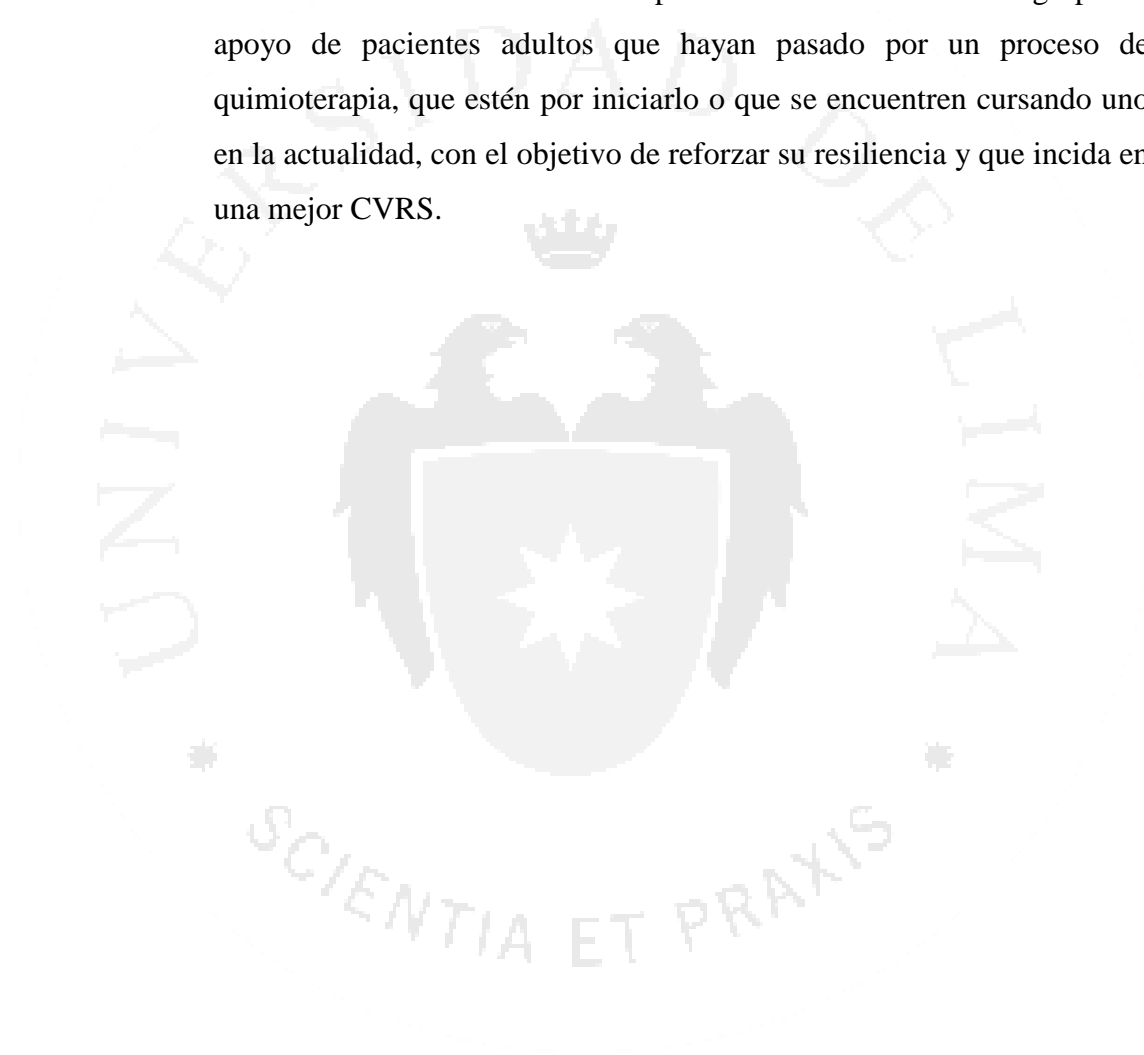 apoyo de pacientes adultos que hayan pasado por un proceso de
quimioterapia, que estén por iniciarlo o que se encuentren cursando uno
en la actualidad, con el objetivo de reforzar su resiliencia y que incida en
una mejor CVRS.
UNIVERSIDAD DE LIMA
SCIENTIA ET PRAXIS